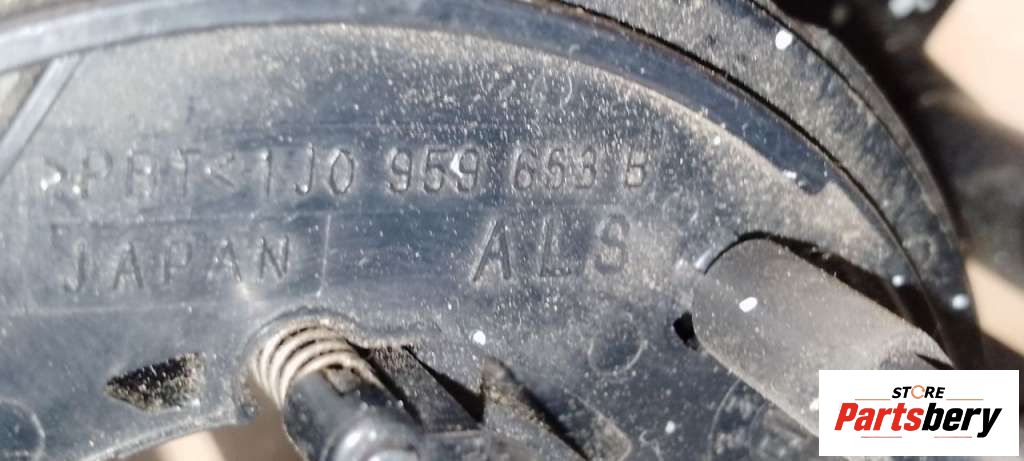 >PBT< 1J0 959 653 B
JAPAN
ALS
STORE
Partsbery